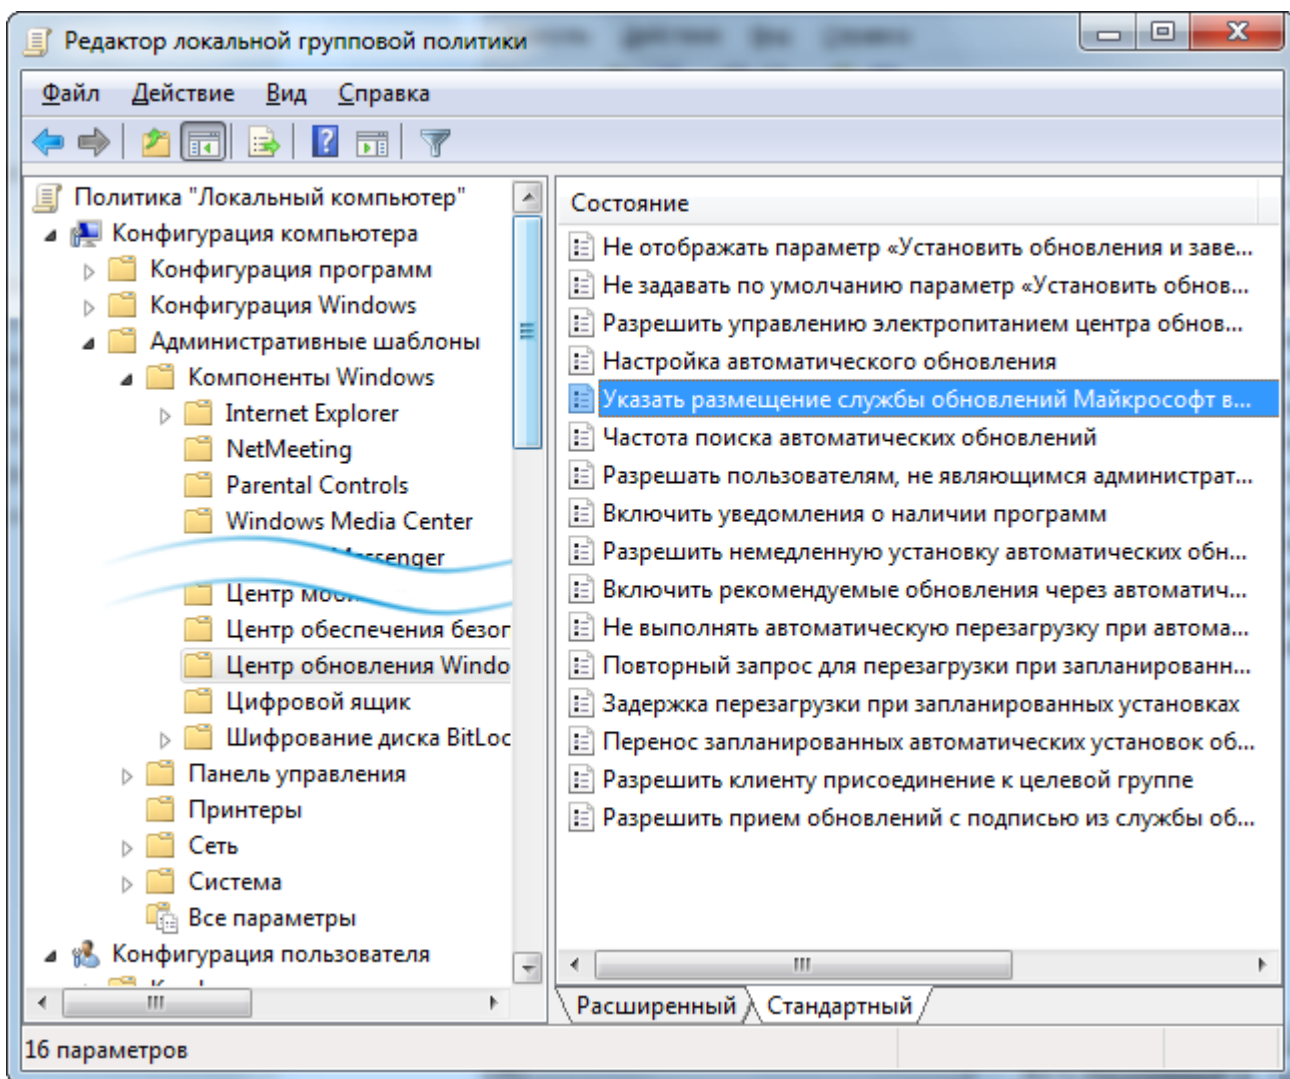 Редактор локальной групповой политики
Файл Действие Вид Справка
Политика "Локальный компьютер"
Конфигурация компьютера
Конфигурация программ
Конфигурация Windows
Административные шаблоны
Компоненты Windows
Internet Explorer
NetMeeting
Parental Controls
Windows Media Center
Центр
Центр обеспечения безоп
Центр обновления Windo
Цифровой ящик
Шифрование диска BitLoc
Панель управления
Принтеры
Сеть
Система
Все параметры
Конфигурация пользователя
Состояние
Не отображать параметр «Установить обновления и заве...
Не задавать по умолчанию параметр «Установить обнов...
Разрешить управлению электропитанием центра обнов...
Настройка автоматического обновления
Указать размещение службы обновлений Майкрософт в...
Частота поиска автоматических обновлений
Разрешать пользователям, не являющимся администрат...
Включить уведомления о наличии программ
Разрешить немедленную установку автоматических обн...
Включить рекомендуемые обновления через автоматич...
Не выполнять автоматическую перезагрузку при автома...
Повторный запрос для перезагрузки при запланированн...
Задержка перезагрузки при запланированных установках
Перенос запланированных автоматических установок об...
Разрешить клиенту присоединение к целевой группе
Разрешить прием обновлений с подписью из службы об...
Расширенный Стандартный
16 параметров